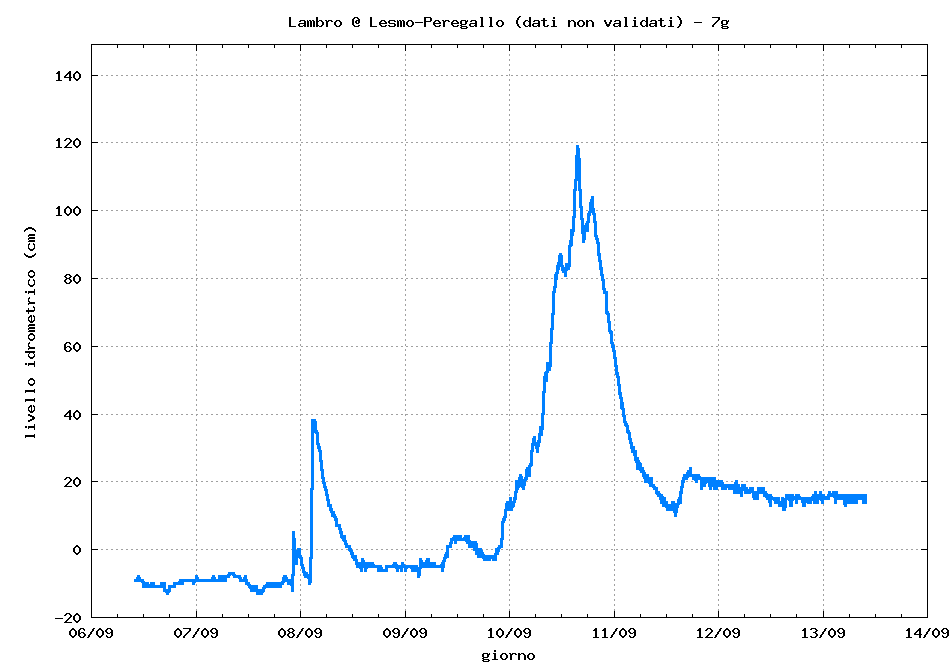 Lambro @ Lesmo-Peregallo (dati non validati) - 7g
140
120
100
80
60
40
20
0
-20
livello idrometrico (cm)
06/09 07/09 08/09 09/09 10/09 11/09 12/09 13/09 14/09
giorno